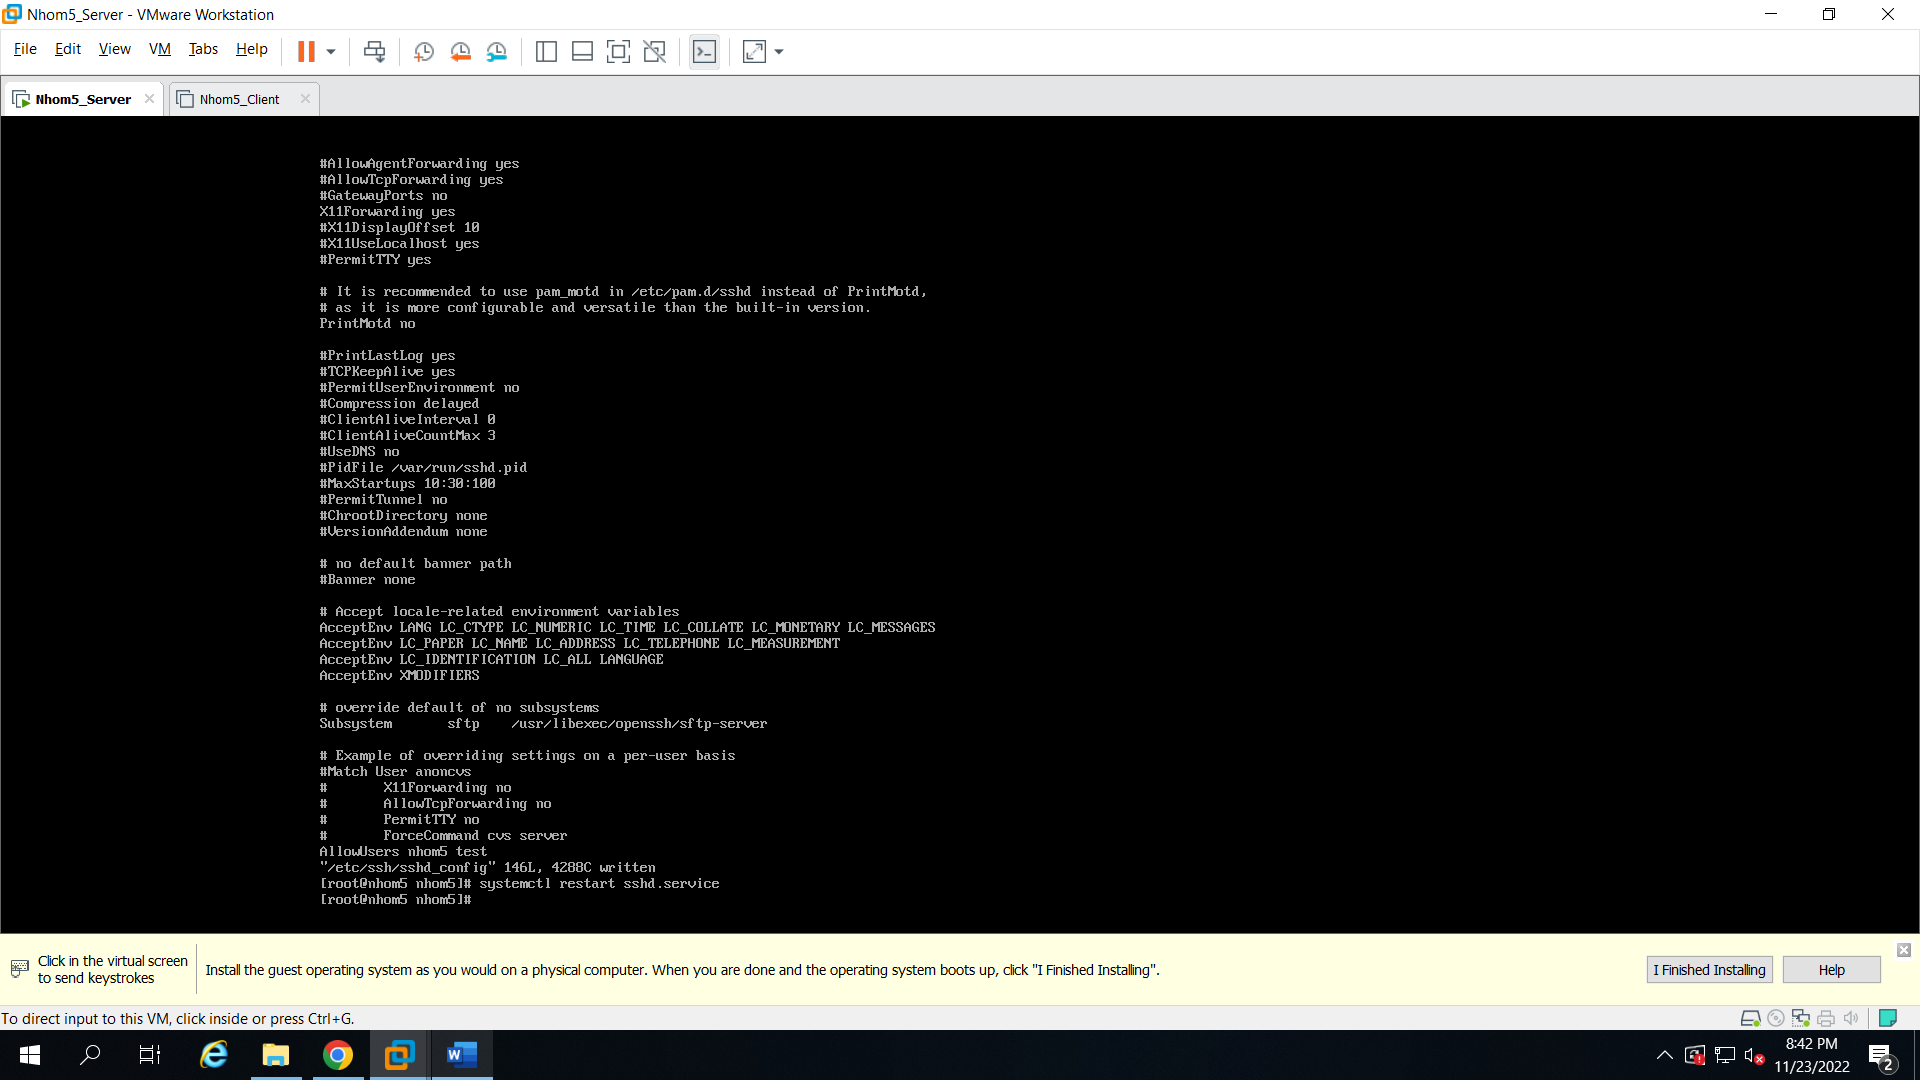 Nhom5_Server - VMware Workstation
File Edit View VM Tabs Help
Nhom5_Server
Nhom5_Client
#AllowAgentForwarding yes
#AllowTcpForwarding yes
#GatewayPorts no
X11Forwarding yes
#X11DisplayOffset 10
#X11UseLocalhost yes
#PermitTTY yes
# It is recommended to use pam_motd in /etc/pam.d/sshd instead of PrintMotd,
# as it is more configurable and versatile than the built-in version.
PrintMotd no
#PrintLastLog yes
#TCPKeepAlive yes
#PermitUserEnvironment no
#Compression delayed
#ClientAliveInterval 0
#ClientAliveCountMax 3
#UseDNS no
#PidFile /var/run/sshd.pid
#MaxStartups 10:30:100
#PermitTunnel no
#ChrootDirectory none
#VersionAddendum none
# no default banner path
#Banner none
# Accept locale-related environment variables
AcceptEnv LANG LC_CTYPE LC_NUMERIC LC_TIME LC_COLLATE LC_MONETARY LC_MESSAGES
AcceptEnv LC_PAPER LC_NAME LC_ADDRESS LC_TELEPHONE LC_MEASUREMENT
AcceptEnv LC_IDENTIFICATION LC_ALL LANGUAGE
AcceptEnv XMODIFIERS
# override default of no subsystems
Subsystem sftp /usr/libexec/openssh/sftp-server
# Example of overriding settings on a per-user basis
#Match User anoncvs
# X11Forwarding no
# AllowTcpForwarding no
# PermitTTY no
# ForceCommand cvs server
AllowUsers nhom5 test
"/etc/ssh/sshd_config" 146L, 4288C written
[root@nhom5 nhom5]# systemctl restart sshd.service
[root@nhom5 nhom5]#
Click in the virtual screen
to send keystrokes
Install the guest operating system as you would on a physical computer. When you are done and the operating system boots up, click "I Finished Installing".
I Finished Installing
Help
To direct input to this VM, click inside or press Ctrl+G.
8:42 PM
11/23/2022
2